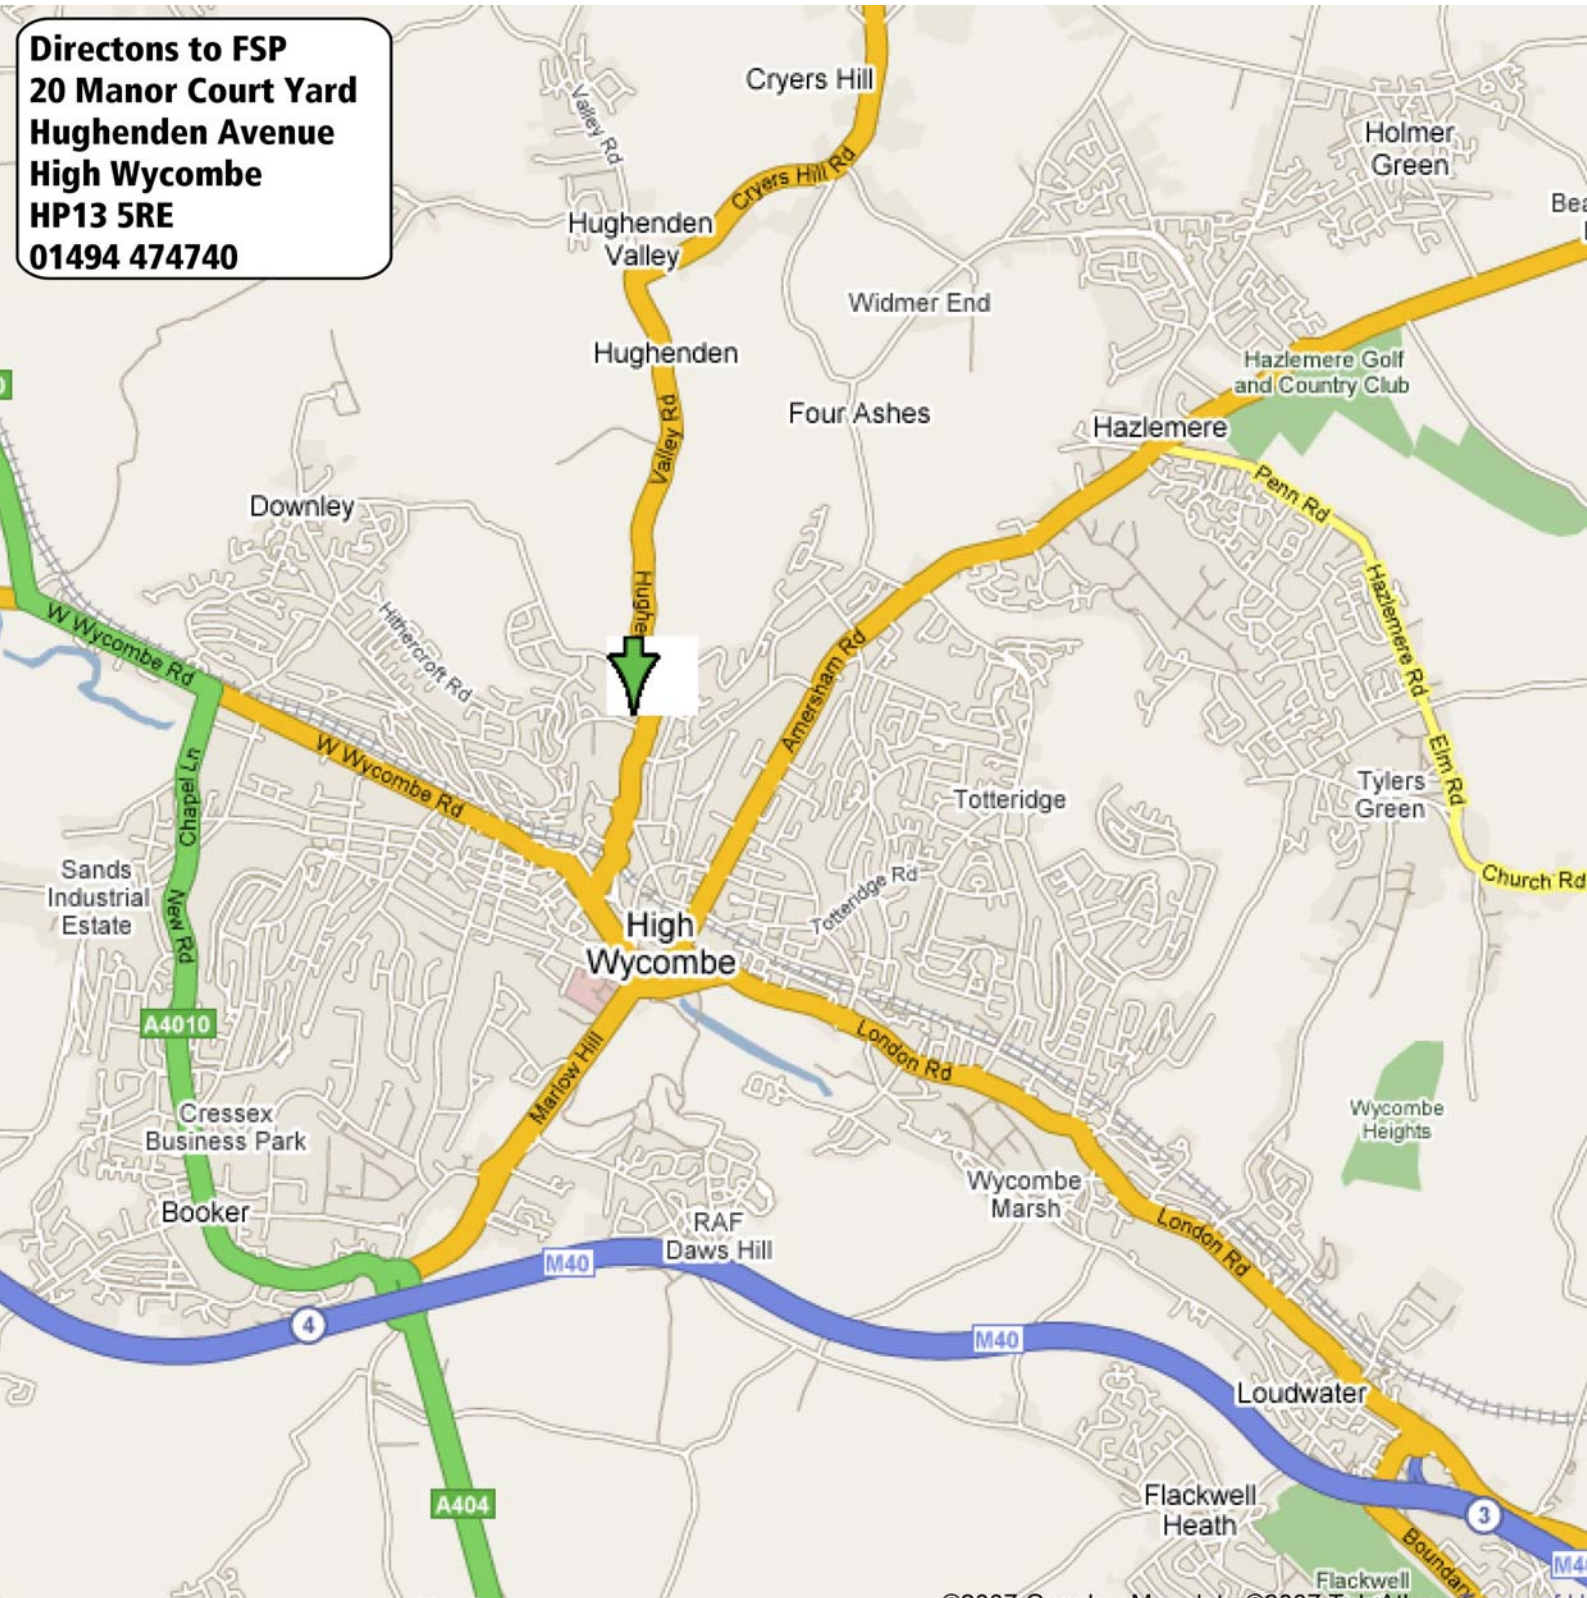 Directons to FSP
20 Manor Court Yard
Hughenden Avenue
High Wycombe
HP13 5RE
01494 474740
Cryers Hill
Valley Rd
Holmer
Green
Cryers Hill Rd
Hughenden
Valley
Widmer End
Hughenden
Hazlemere Golf
and Country Club
Valley Rd
Four Ashes
Hazlemere
Penn Rd
Downley
Hughe
Hithercroft Rd
Hazlemere Rd
W Wycombe Rd
Amersham Rd
W Wycombe Rd
Chapel Ln
Elm Rd
Totteridge
Tylers
Green
Sands
Industrial
Estate
New Rd
Totteridge Rd
Church Rd
High
Wycombe
A4010
London Rd
Marlow Hill
Cressex
Business Park
Wycombe
Heights
Wycombe
Marsh
Booker
RAF
Daws Hill
London Rd
M40
4
M40
Loudwater
A404
Flackwell
Heath
3
Boundary
M40
Flackwell